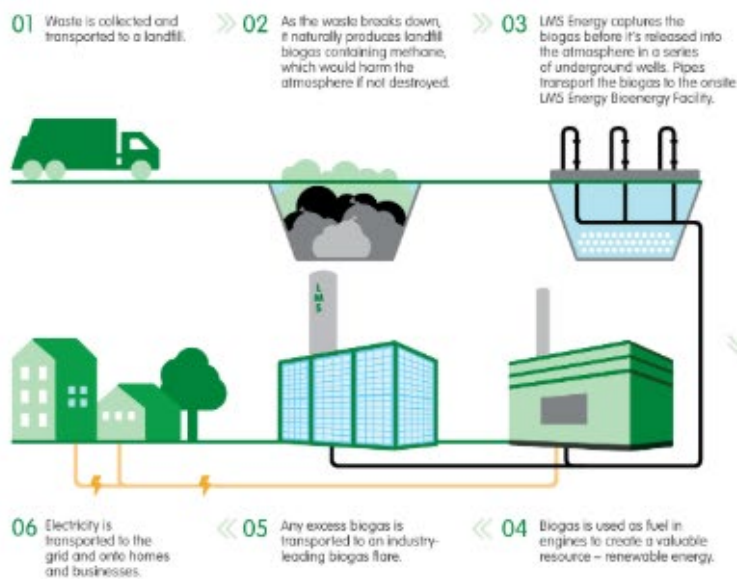 01 Waste is collected and
transported to a landfill.
02 As the waste breaks down,
it naturally produces landfill
biogas containing methane,
which would harm the
atmosphere if not destroyed.
03 LMS Energy captures the
biogas before it's released into
the atmosphere in a series
of underground wells. Pipes
transport the biogas to the onsite
LMS Energy Bioenergy Facility.
LMS
06 Electricity is
transported to the
grid and onto homes
and businesses.
05 Any excess biogas is
transported to an industry-
leading biogas flare.
04 Biogas is used as fuel in
engines to create a valuable
resource – renewable energy.